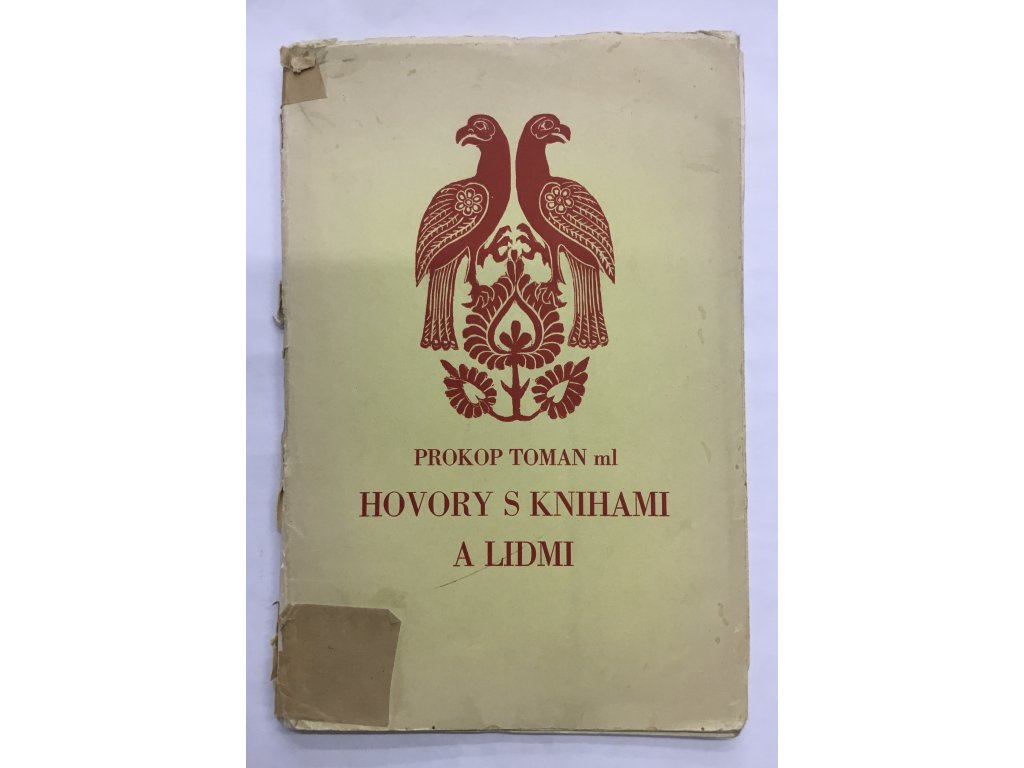 PROKOP TOMAN ml
HOVORY S KNIHAMI
A LIDMI